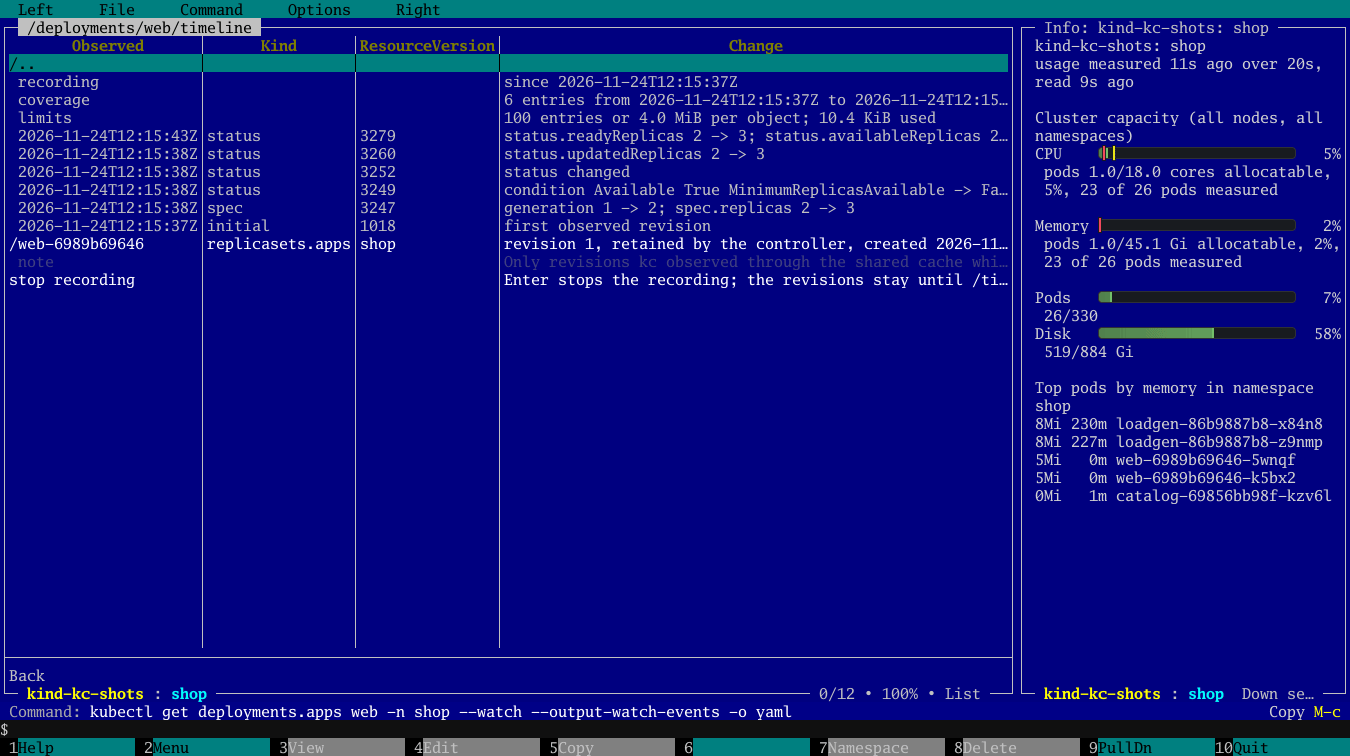 Left File Command Options Right
/deployments/web/timeline
Observed Kind ResourceVersion Change
/..
recording since 2026-11-24T12:15:37Z
coverage 6 entries from 2026-11-24T12:15:37Z to 2026-11-24T12:15…
limits 100 entries or 4.0 MiB per object; 10.4 KiB used
2026-11-24T12:15:43Z status 3279 status.readyReplicas 2 -> 3; status.availableReplicas 2…
2026-11-24T12:15:38Z status 3260 status.updatedReplicas 2 -> 3
2026-11-24T12:15:38Z status 3252 status changed
2026-11-24T12:15:38Z status 3249 condition Available True MinimumReplicasAvailable -> Fa…
2026-11-24T12:15:38Z spec 3247 generation 1 -> 2; spec.replicas 2 -> 3
2026-11-24T12:15:37Z initial 1018 first observed revision
/web-6989b69646 replicasets.apps shop revision 1, retained by the controller, created 2026-11…
note Only revisions kc observed through the shared cache whi…
stop recording Enter stops the recording; the revisions stay until /ti…
Back
kind-kc-shots : shop 0/12 • 100% • List
Info: kind-kc-shots: shop
kind-kc-shots: shop
usage measured 11s ago over 20s,
read 9s ago
Cluster capacity (all nodes, all
namespaces)
CPU 5%
pods 1.0/18.0 cores allocatable,
5%, 23 of 26 pods measured
Memory 2%
pods 1.0/45.1 Gi allocatable, 2%,
23 of 26 pods measured
Pods 7%
26/330
Disk 58%
519/884 Gi
Top pods by memory in namespace
shop
8Mi 230m loadgen-86b9887b8-x84n8
8Mi 227m loadgen-86b9887b8-z9nmp
5Mi 0m web-6989b69646-5wnqf
5Mi 0m web-6989b69646-k5bx2
0Mi 1m catalog-69856bb98f-kzv6l
kind-kc-shots : shop Down se…
Command: kubectl get deployments.apps web -n shop --watch --output-watch-events -o yaml Copy M-c
$
1Help 2Menu 3View 4Edit 5Copy 6 7Namespace 8Delete 9PullDn 10Quit